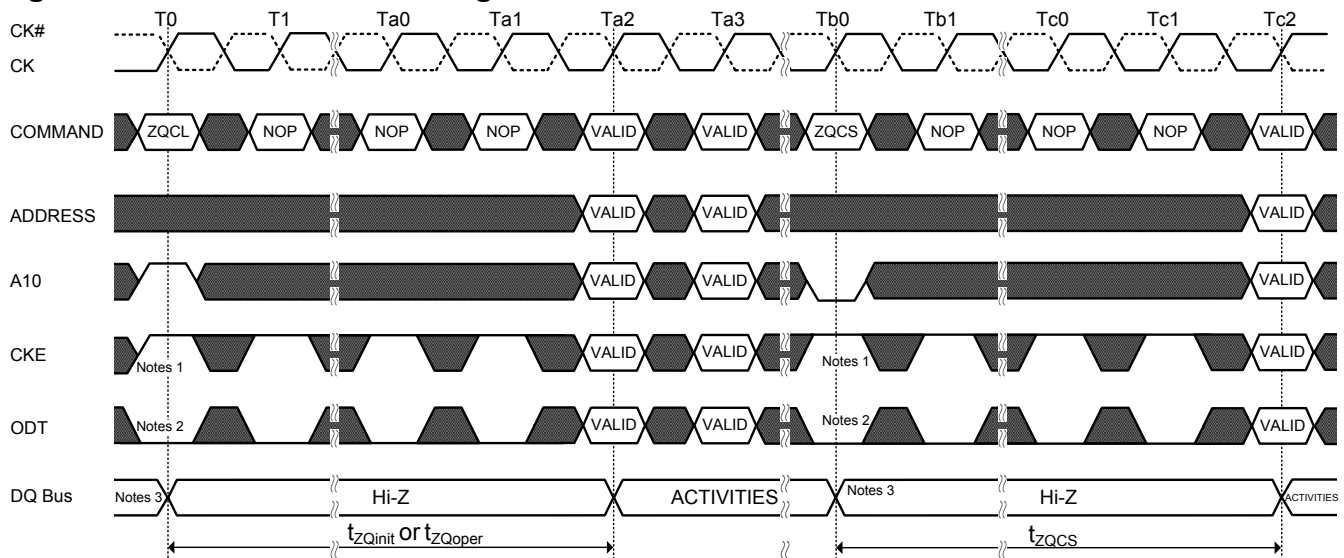 T0 T1 Ta0 Ta1 Ta2 Ta3 Tb0 Tb1 Tc0 Tc1 Tc2
CK#
CK
COMMAND ZQCL NOP NOP NOP VALID VALID ZQCS NOP NOP NOP VALID
ADDRESS VALID VALID VALID
A10 VALID VALID VALID
CKE Notes 1 VALID VALID Notes 1 VALID
ODT Notes 2 VALID VALID Notes 2 VALID
DQ Bus Notes 3 Hi-Z ACTIVITIES Notes 3 Hi-Z ACTIVITIES
tZQinit or tZQoper tZQCS